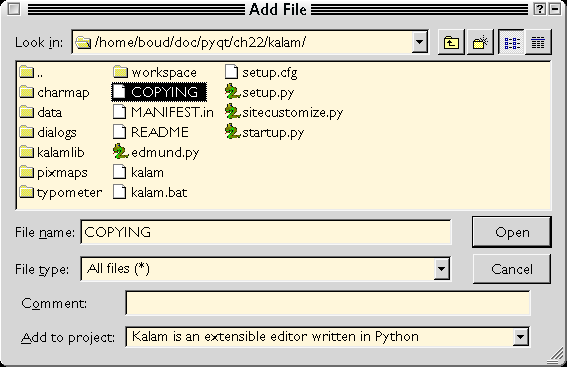 Add File
Look in: /home/boud/doc/pyqt/ch22/kalam/
.. workspace setup.cfg
charmap COPYING setup.py
data MANIFEST.in sitecustomize.py
dialogs README startup.py
kalamlib edmund.py
pixmaps kalam
typometer kalam.bat
File name: COPYING Open
File type: All files (*) Cancel
Comment:
Add to project: Kalam is an extensible editor written in Python